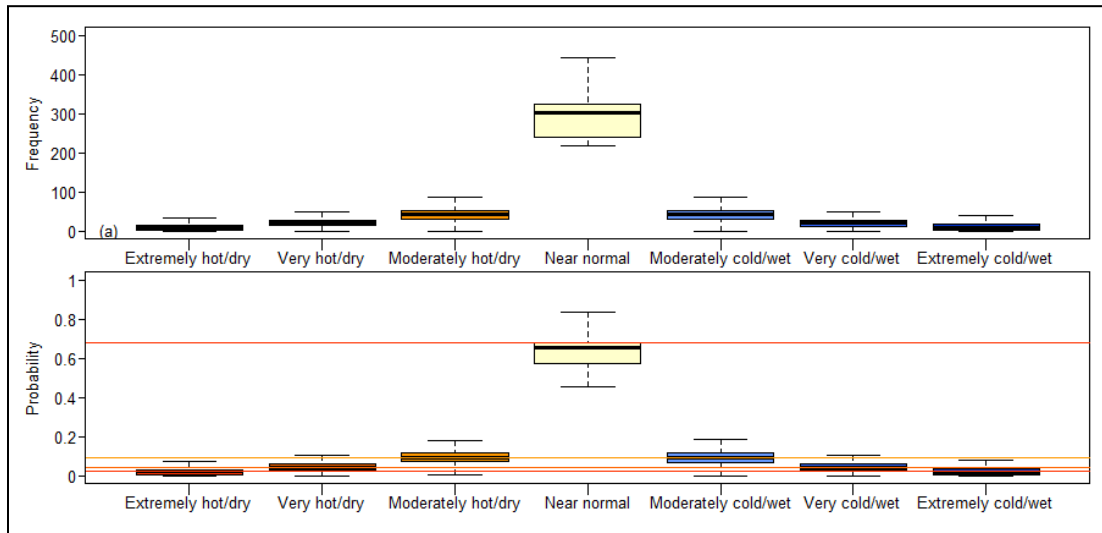 500
400
300
200
100
0
Frequency
(a)
Extremely hot/dry Very hot/dry Moderately hot/dry Near normal Moderately cold/wet Very cold/wet Extremely cold/wet
1
0.8
0.6
0.4
0.2
0
Probability
Extremely hot/dry Very hot/dry Moderately hot/dry Near normal Moderately cold/wet Very cold/wet Extremely cold/wet